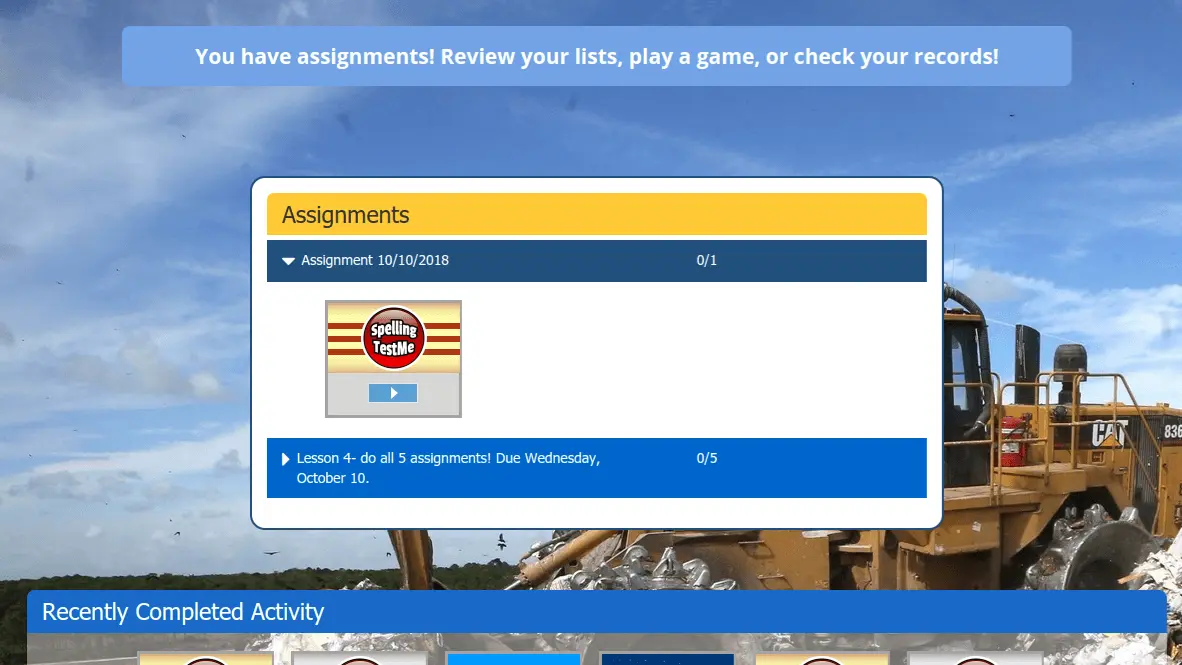 You have assignments! Review your lists, play a game, or check your records!
Assignments
Assignment 10/10/2018 0/1
Spelling
TestMe
CAT 836
Lesson 4- do all 5 assignments! Due Wednesday, 0/5
October 10.
Recently Completed Activity